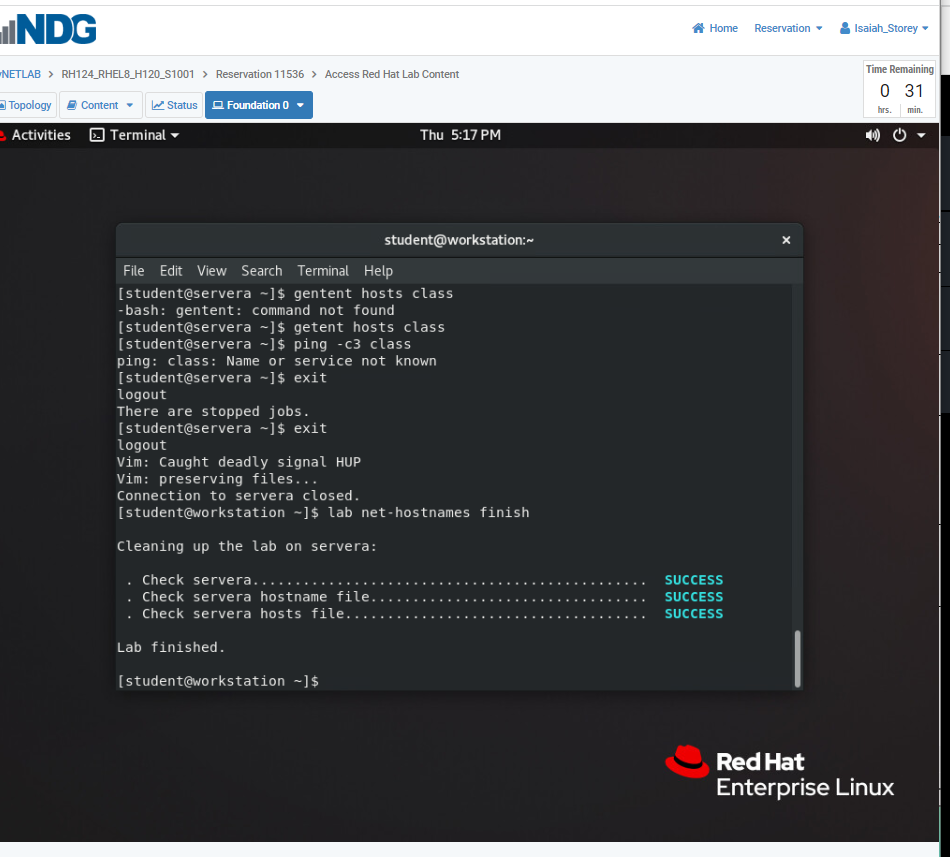 NDG
Home Reservation Isaiah_Storey
NETLAB > RH124_RHEL8_H120_S1001 > Reservation 11536 > Access Red Hat Lab Content
Time Remaining
0 31
hrs. min.
Topology Content Status Foundation 0
Activities Terminal Thu 5:17 PM
student@workstation:~ ×
File Edit View Search Terminal Help
[student@servera ~]$ gentent hosts class
-bash: gentent: command not found
[student@servera ~]$ getent hosts class
[student@servera ~]$ ping -c3 class
ping: class: Name or service not known
[student@servera ~]$ exit
logout
There are stopped jobs.
[student@servera ~]$ exit
logout
Vim: Caught deadly signal HUP
Vim: preserving files...
Connection to servera closed.
[student@workstation ~]$ lab net-hostnames finish
Cleaning up the lab on servera:
. Check servera............................................... SUCCESS
. Check servera hostname file................................. SUCCESS
. Check servera hosts file.................................... SUCCESS
Lab finished.
[student@workstation ~]$
Red Hat
Enterprise Linux